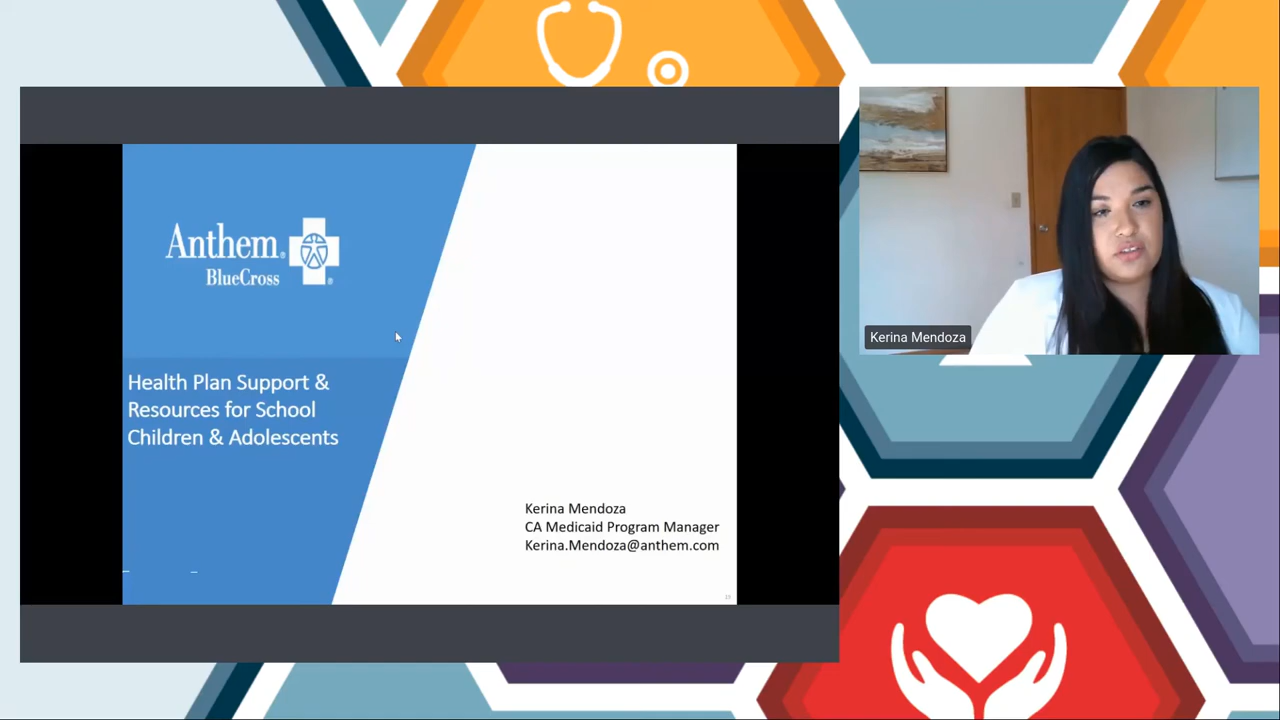 Anthem®
BlueCross ®
Health Plan Support &
Resources for School
Children & Adolescents
Kerina Mendoza
CA Medicaid Program Manager
Kerina.Mendoza@anthem.com
Kerina Mendoza